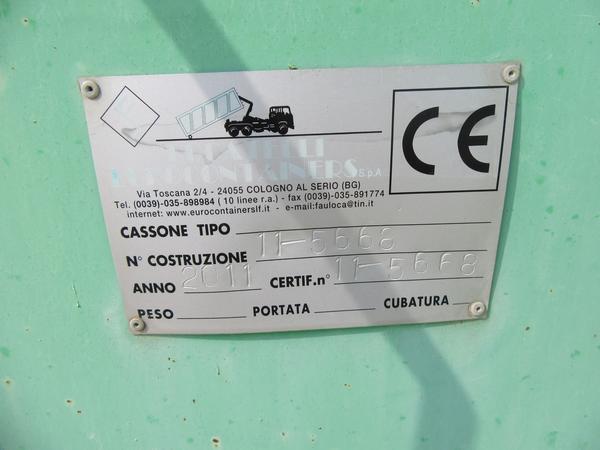 CE
EUROCONTAINERS S.p.A.
Via Toscana 2/4 - 24055 COLOGNO AL SERIO (BG)
Tel. (0039)-035-898984 ( 10 linee r.a.) - fax (0039)-035-891774
internet: www.eurocontainerslf.it - e-mail:fauloca@tin.it
CASSONE TIPO
N° COSTRUZIONE 11-5668
ANNO 2011 CERTIF.n° 11-5668
PESO PORTATA CUBATURA